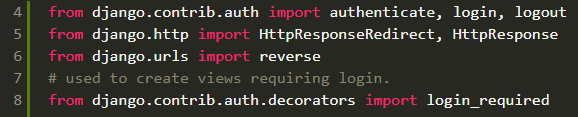 4 from django.contrib.auth import authenticate, login, logout
5 from django.http import HttpResponseRedirect, HttpResponse
6 from django.urls import reverse
7 # used to create views requiring login.
8 from django.contrib.auth.decorators import login_required